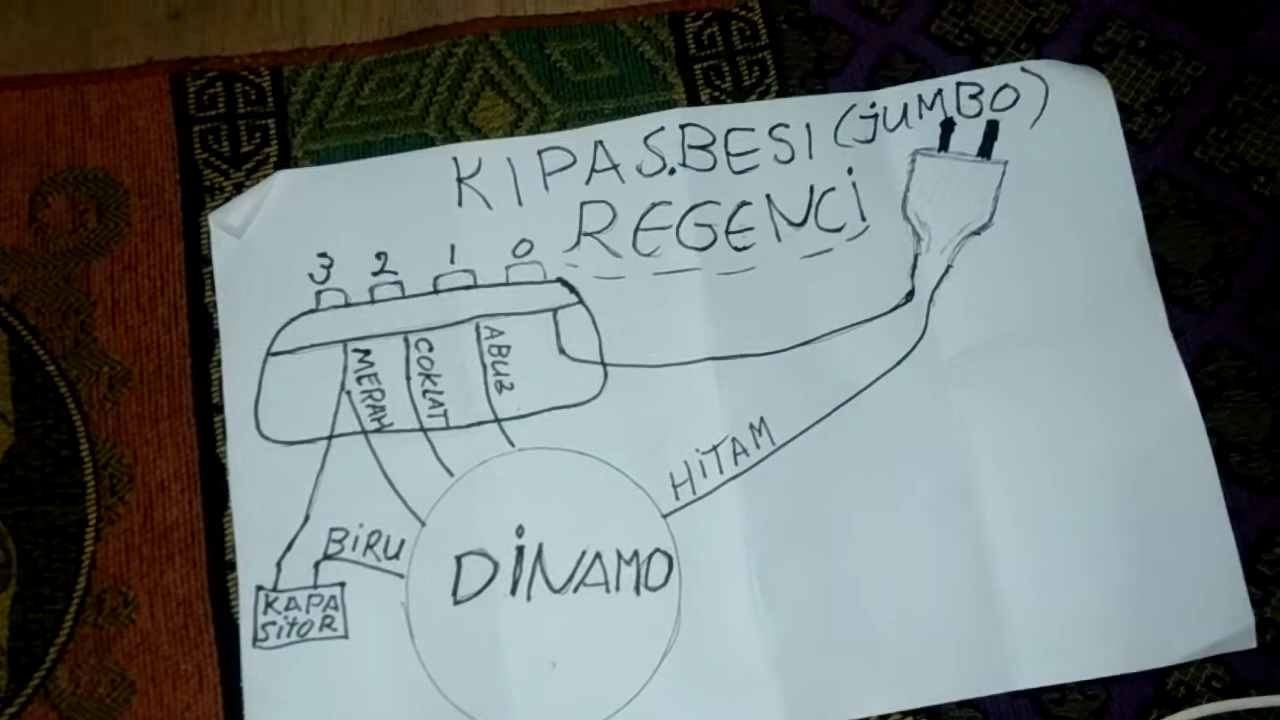 KIPAS.BESI (JUMBO)
REGENCI
3 2 1 0
MERAH
COKLAT
ABU2
HITAM
BIRU
DINAMO
KAPA
SITOR